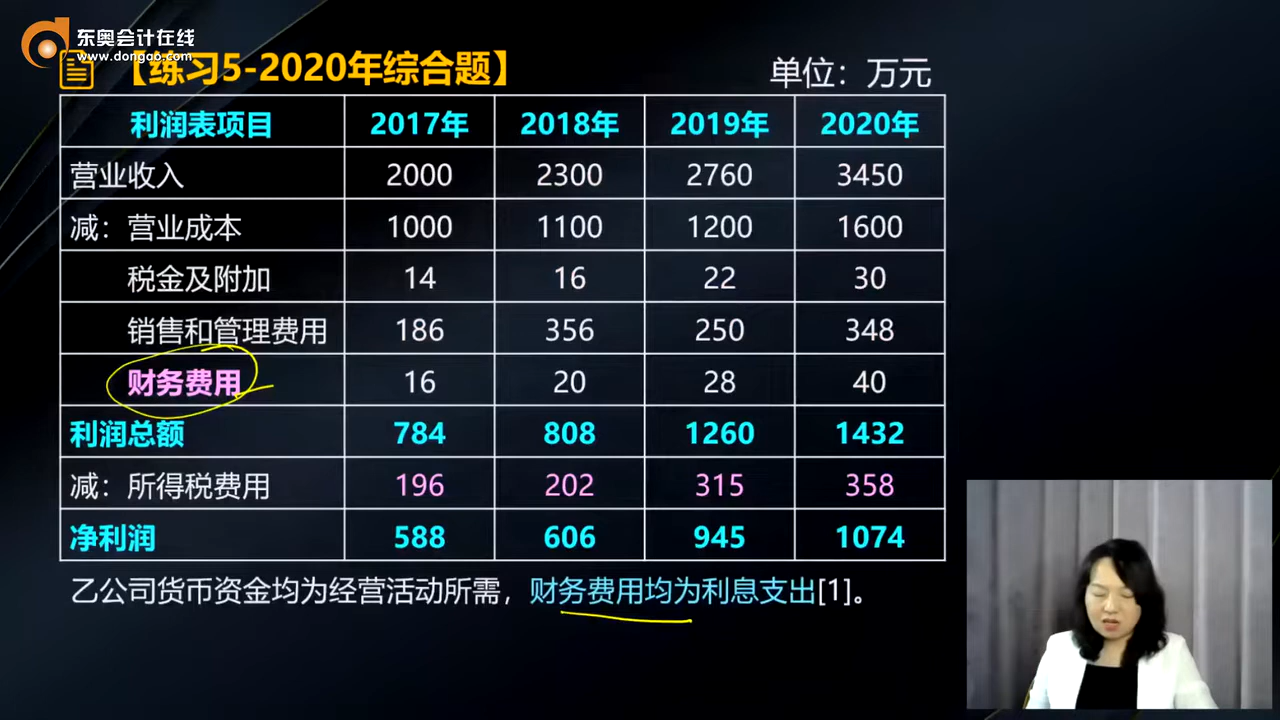 东奥会计在线
www.dongao.com
【练习5-2020年综合题】 单位：万元
利润表项目 2017年 2018年 2019年 2020年
营业收入 2000 2300 2760 3450
减：营业成本 1000 1100 1200 1600
税金及附加 14 16 22 30
销售和管理费用 186 356 250 348
财务费用 16 20 28 40
利润总额 784 808 1260 1432
减：所得税费用 196 202 315 358
净利润 588 606 945 1074
乙公司货币资金均为经营活动所需，财务费用均为利息支出[1]。